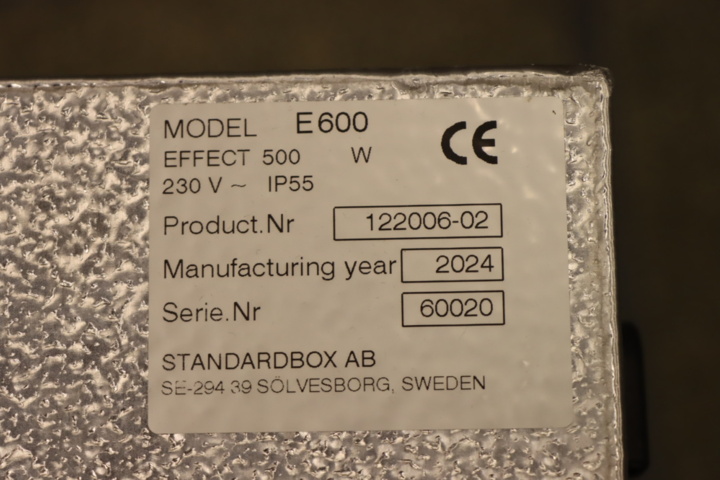 MODEL E600
CE
EFFECT 500 W
230 V ~ IP55
Product.Nr 122006-02
Manufacturing year 2024
Serie.Nr 60020
STANDARDBOX AB
SE-294 39 SÖLVESBORG, SWEDEN